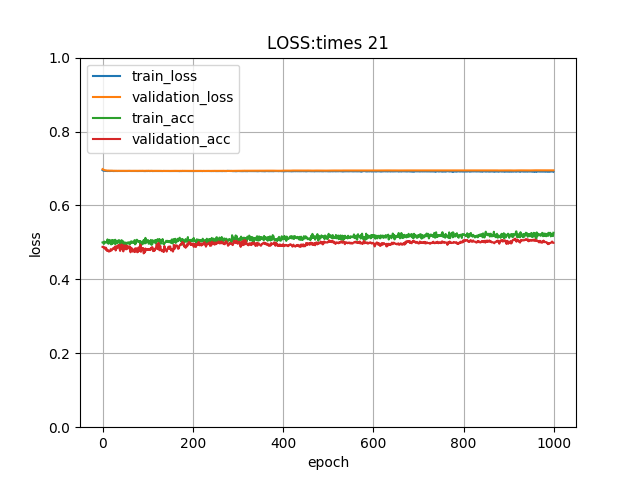 LOSS:times 21
1.0
0.8
0.6
0.4
0.2
0.0
loss
train_loss
validation_loss
train_acc
validation_acc
0 200 400 600 800 1000
epoch